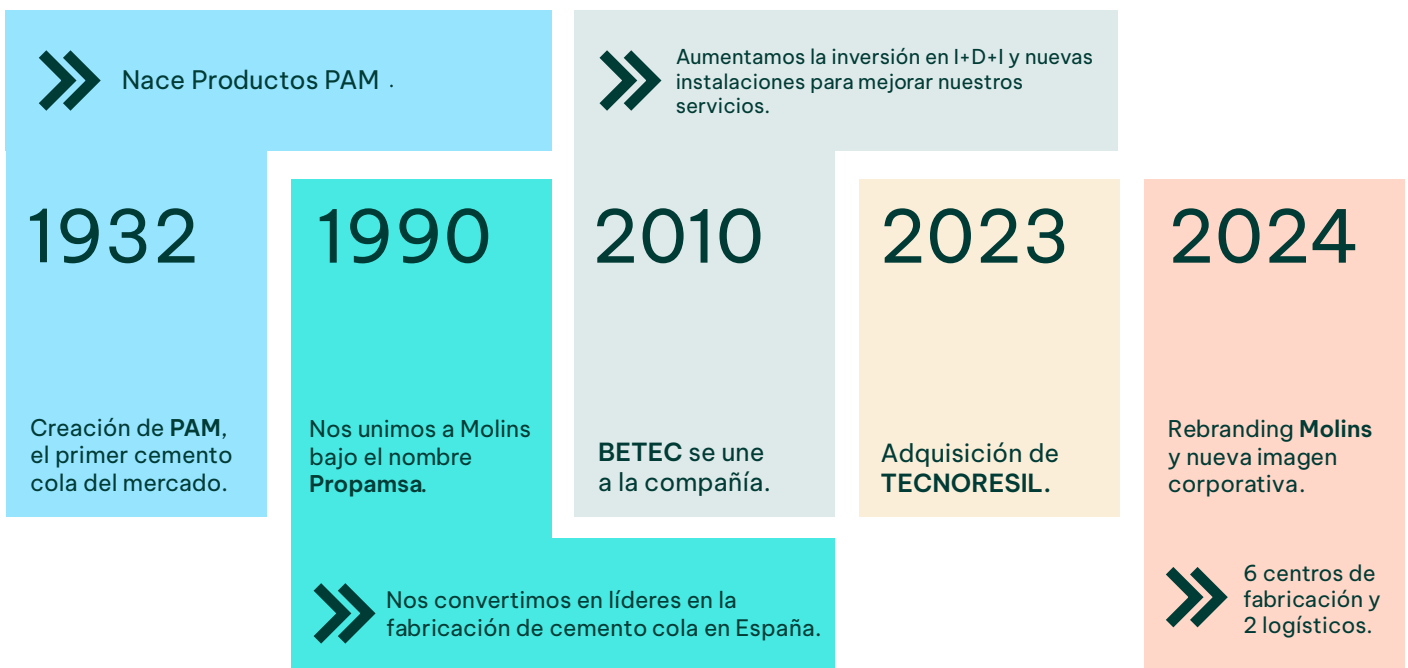 Nace Productos PAM .
1932
Creación de PAM,
el primer cemento
cola del mercado.
1990
Nos unimos a Molins
bajo el nombre
Propamsa.
Nos convertimos en líderes en la
fabricación de cemento cola en España.
Aumentamos la inversión en I+D+I y nuevas
instalaciones para mejorar nuestros
servicios.
2010
BETEC se une
a la compañía.
2023
Adquisición de
TECNORESIL.
2024
Rebranding Molins
y nueva imagen
corporativa.
6 centros de
fabricación y
2 logísticos.